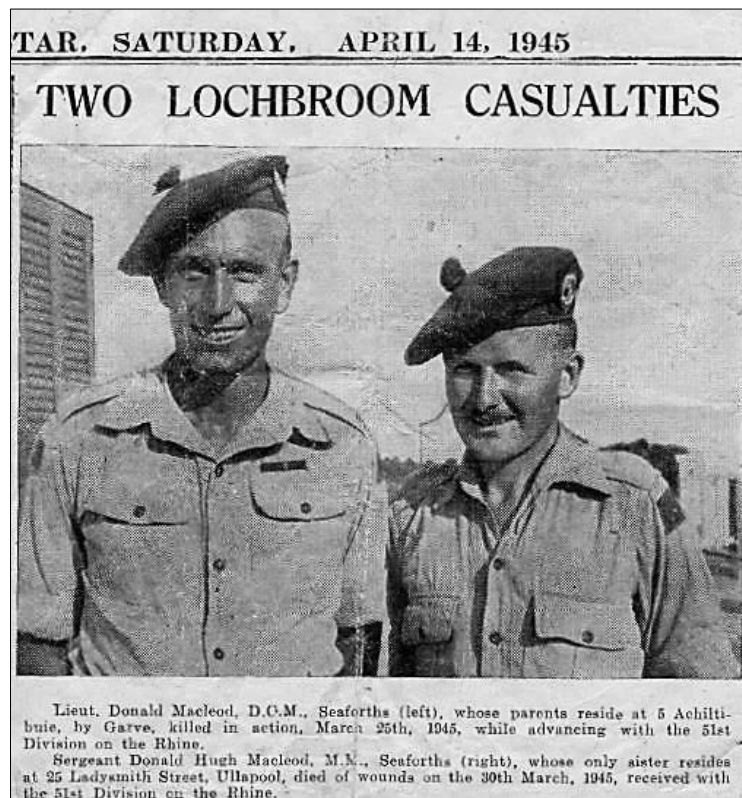 TAR. SATURDAY. APRIL 14, 1945
TWO LOCHBROOM CASUALTIES
Lieut. Donald Macleod, D.C.M., Seaforths (left), whose parents reside at 5 Achilti-
buie, by Garve, killed in action, March 25th, 1945, while advancing with the 51st
Division on the Rhine.
Sergeant Donald Hugh Macleod, M.M., Seaforths (right), whose only sister resides
at 25 Ladysmith Street, Ullapool, died of wounds on the 30th March, 1945, received with
the 51st Division on the Rhine.